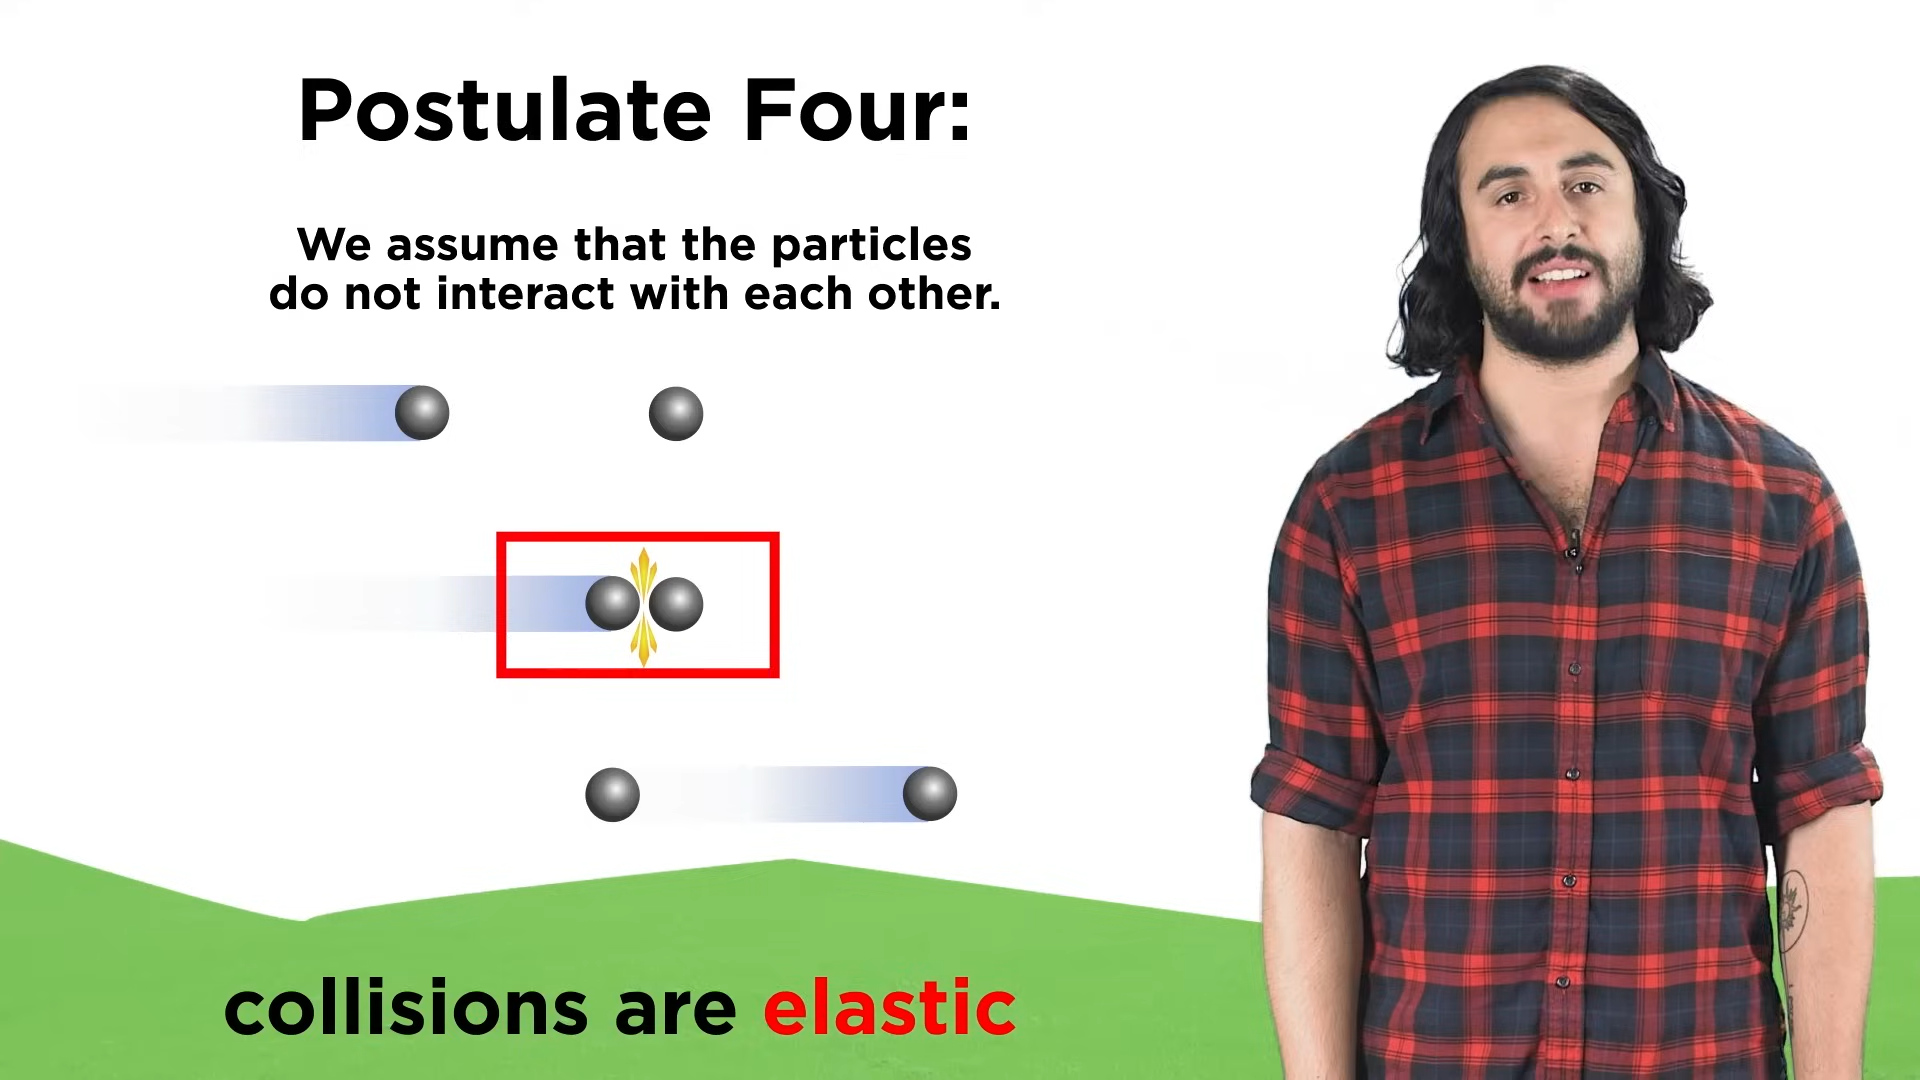 Postulate Four:
We assume that the particles
do not interact with each other.
collisions are elastic